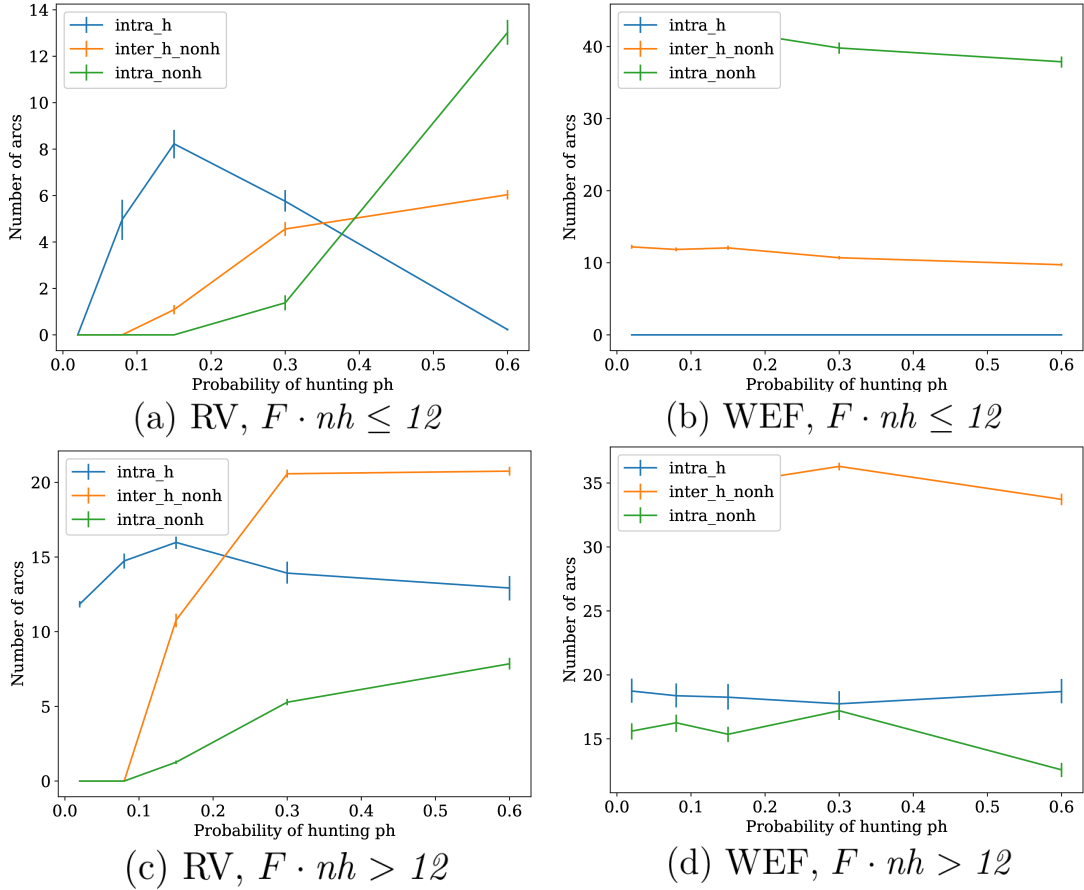 14
12
10
8
6
4
2
0
Number of arcs
intra_h
inter_h_nonh
intra_nonh
0.0 0.1 0.2 0.3 0.4 0.5 0.6
Probability of hunting ph
(a) RV, F · nh ≤ 12
40
30
20
10
0
Number of arcs
intra_h
inter_h_nonh
intra_nonh
0.0 0.1 0.2 0.3 0.4 0.5 0.6
Probability of hunting ph
(b) WEF, F · nh ≤ 12
20
15
10
5
0
Number of arcs
intra_h
inter_h_nonh
intra_nonh
0.0 0.1 0.2 0.3 0.4 0.5 0.6
Probability of hunting ph
(c) RV, F · nh > 12
35
30
25
20
15
Number of arcs
intra_h
inter_h_nonh
intra_nonh
0.0 0.1 0.2 0.3 0.4 0.5 0.6
Probability of hunting ph
(d) WEF, F · nh > 12